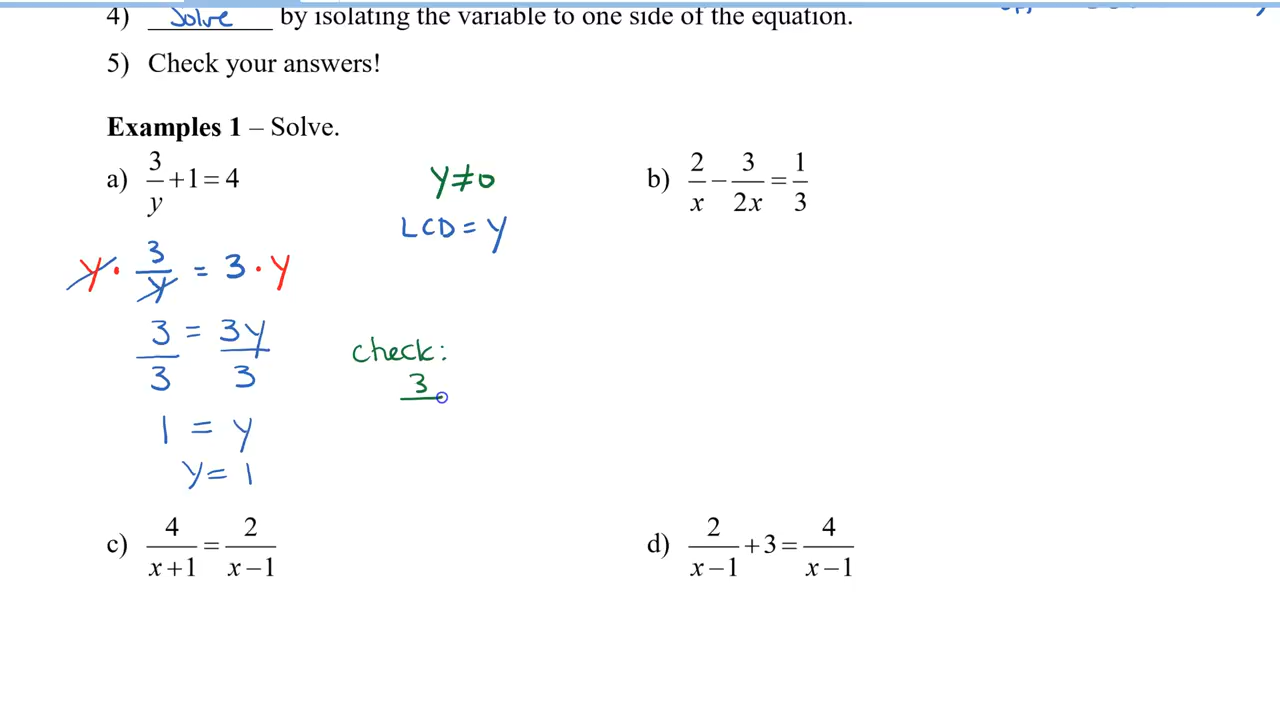 4) Solve by isolating the variable to one side of the equation.
5) Check your answers!
Examples 1 – Solve.
a) 3/y + 1 = 4
y ≠ 0
LCD = y
y · 3/y = 3 · y
3/3 = 3y/3
1 = y
y = 1
check:
3
b) 2/x − 3/2x = 1/3
c) 4/x+1 = 2/x−1
d) 2/x−1 + 3 = 4/x−1